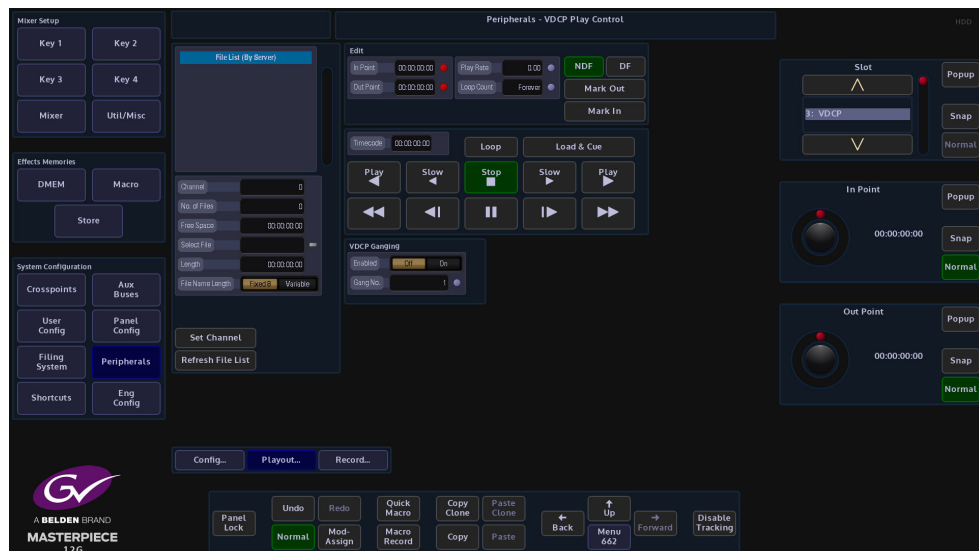 Mixer Setup
Key 1
Key 2
Key 3
Key 4
Mixer
Util/Misc
Effects Memories
DMEM
Macro
Store
System Configuration
Crosspoints
Aux
Buses
User
Config
Panel
Config
Filing
System
Peripherals
Shortcuts
Eng
Config
GV
A BELDEN BRAND
MASTERPIECE
12G
Peripherals - VDCP Play Control
HDD
File List (By Server)
Channel 0
No. of Files 0
Free Space 00:00:00:00
Select File
Length 00:00:00:00
File Name Length Fixed 8 Variable
Set Channel
Refresh File List
Edit
In Point 00:00:00:00
Play Rate 0.00
NDF
DF
Out Point 00:00:00:00
Loop Count Forever
Mark Out
Mark In
Timecode 00:00:00:00
Loop
Load & Cue
Play
Slow
Stop
Slow
Play
VDCP Ganging
Enabled Off On
Gang No. 1
Slot
3: VDCP
Popup
Snap
Normal
In Point
00:00:00:00
Popup
Snap
Normal
Out Point
00:00:00:00
Popup
Snap
Normal
Config...
Playout...
Record...
Panel
Lock
Undo
Redo
Normal
Mod-
Assign
Quick
Macro
Macro
Record
Copy
Clone
Paste
Clone
Copy
Paste
Back
Up
Menu
662
Forward
Disable
Tracking